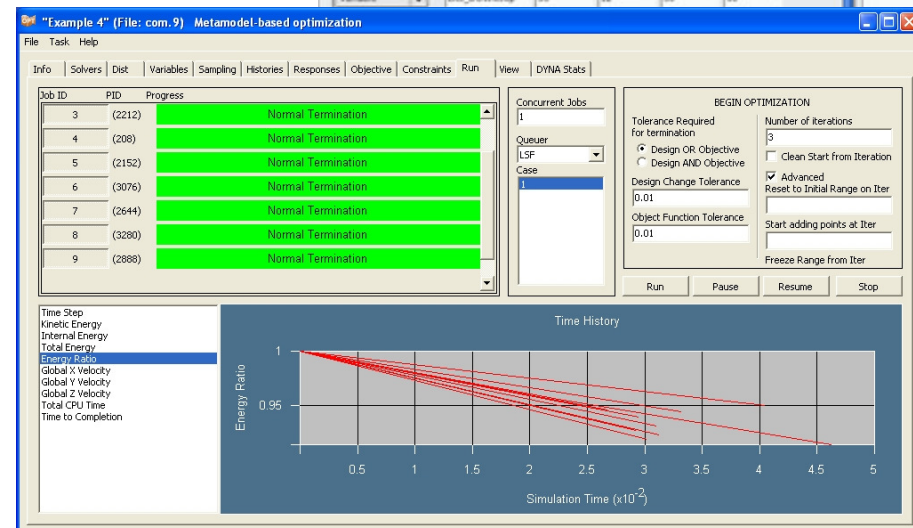 "Example 4" (File: com.9) Metamodel-based optimization
File Task Help
Info Solvers Dist Variables Sampling Histories Responses Objective Constraints Run View DYNA Stats
Job ID PID Progress
3 (2212) Normal Termination
4 (208) Normal Termination
5 (2152) Normal Termination
6 (3076) Normal Termination
7 (2644) Normal Termination
8 (3280) Normal Termination
9 (2888) Normal Termination
Concurrent Jobs
1
Queuer
LSF
Case
1
BEGIN OPTIMIZATION
Tolerance Required
for termination
Design OR Objective
Design AND Objective
Design Change Tolerance
0.01
Object Function Tolerance
0.01
Number of iterations
3
Clean Start from Iteration
Advanced
Reset to Initial Range on Iter
Start adding points at Iter
Freeze Range from Iter
Run Pause Resume Stop
Time Step
Kinetic Energy
Internal Energy
Total Energy
Energy Ratio
Global X Velocity
Global Y Velocity
Global Z Velocity
Total CPU Time
Time to Completion
Time History
Energy Ratio
1
0.95
0.5 1 1.5 2 2.5 3 3.5 4 4.5 5
Simulation Time (x10-2)